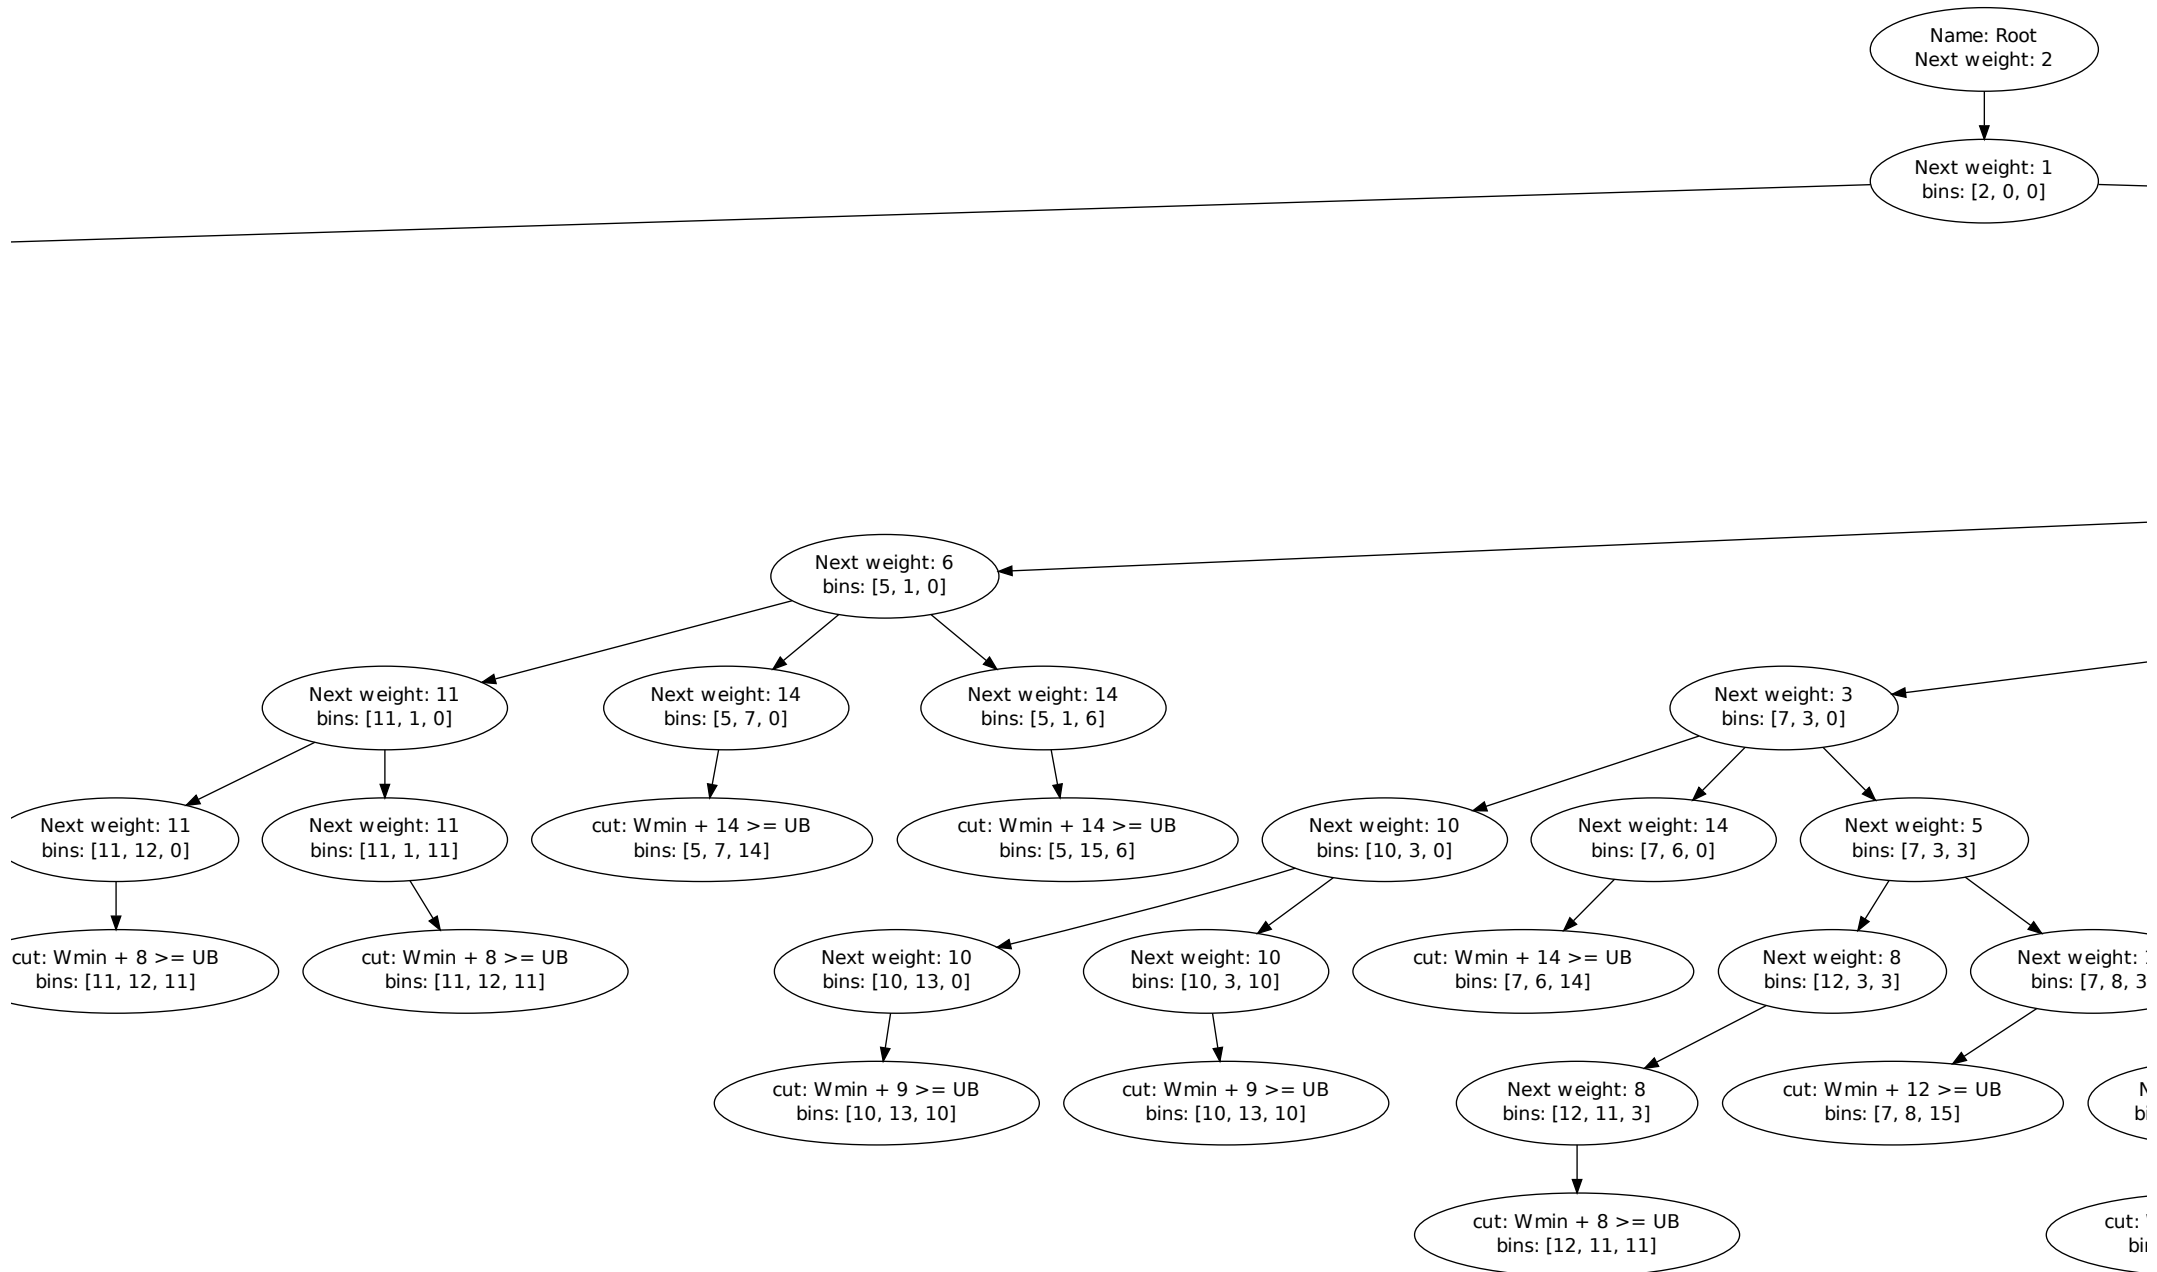 Name: Root
Next weight: 2
Next weight: 1
bins: [2, 0, 0]
Next weight: 6
bins: [5, 1, 0]
Next weight: 11
bins: [11, 1, 0]
Next weight: 14
bins: [5, 7, 0]
Next weight: 14
bins: [5, 1, 6]
Next weight: 3
bins: [7, 3, 0]
Next weight: 11
bins: [11, 12, 0]
Next weight: 11
bins: [11, 1, 11]
cut: Wmin + 14 >= UB
bins: [5, 7, 14]
cut: Wmin + 14 >= UB
bins: [5, 15, 6]
Next weight: 10
bins: [10, 3, 0]
Next weight: 14
bins: [7, 6, 0]
Next weight: 5
bins: [7, 3, 3]
cut: Wmin + 8 >= UB
bins: [11, 12, 11]
cut: Wmin + 8 >= UB
bins: [11, 12, 11]
Next weight: 10
bins: [10, 13, 0]
Next weight: 10
bins: [10, 3, 10]
cut: Wmin + 14 >= UB
bins: [7, 6, 14]
Next weight: 8
bins: [12, 3, 3]
Next weight:
bins: [7, 8, 3
cut: Wmin + 9 >= UB
bins: [10, 13, 10]
cut: Wmin + 9 >= UB
bins: [10, 13, 10]
Next weight: 8
bins: [12, 11, 3]
cut: Wmin + 12 >= UB
bins: [7, 8, 15]
cut: Wmin + 8 >= UB
bins: [12, 11, 11]
cut: